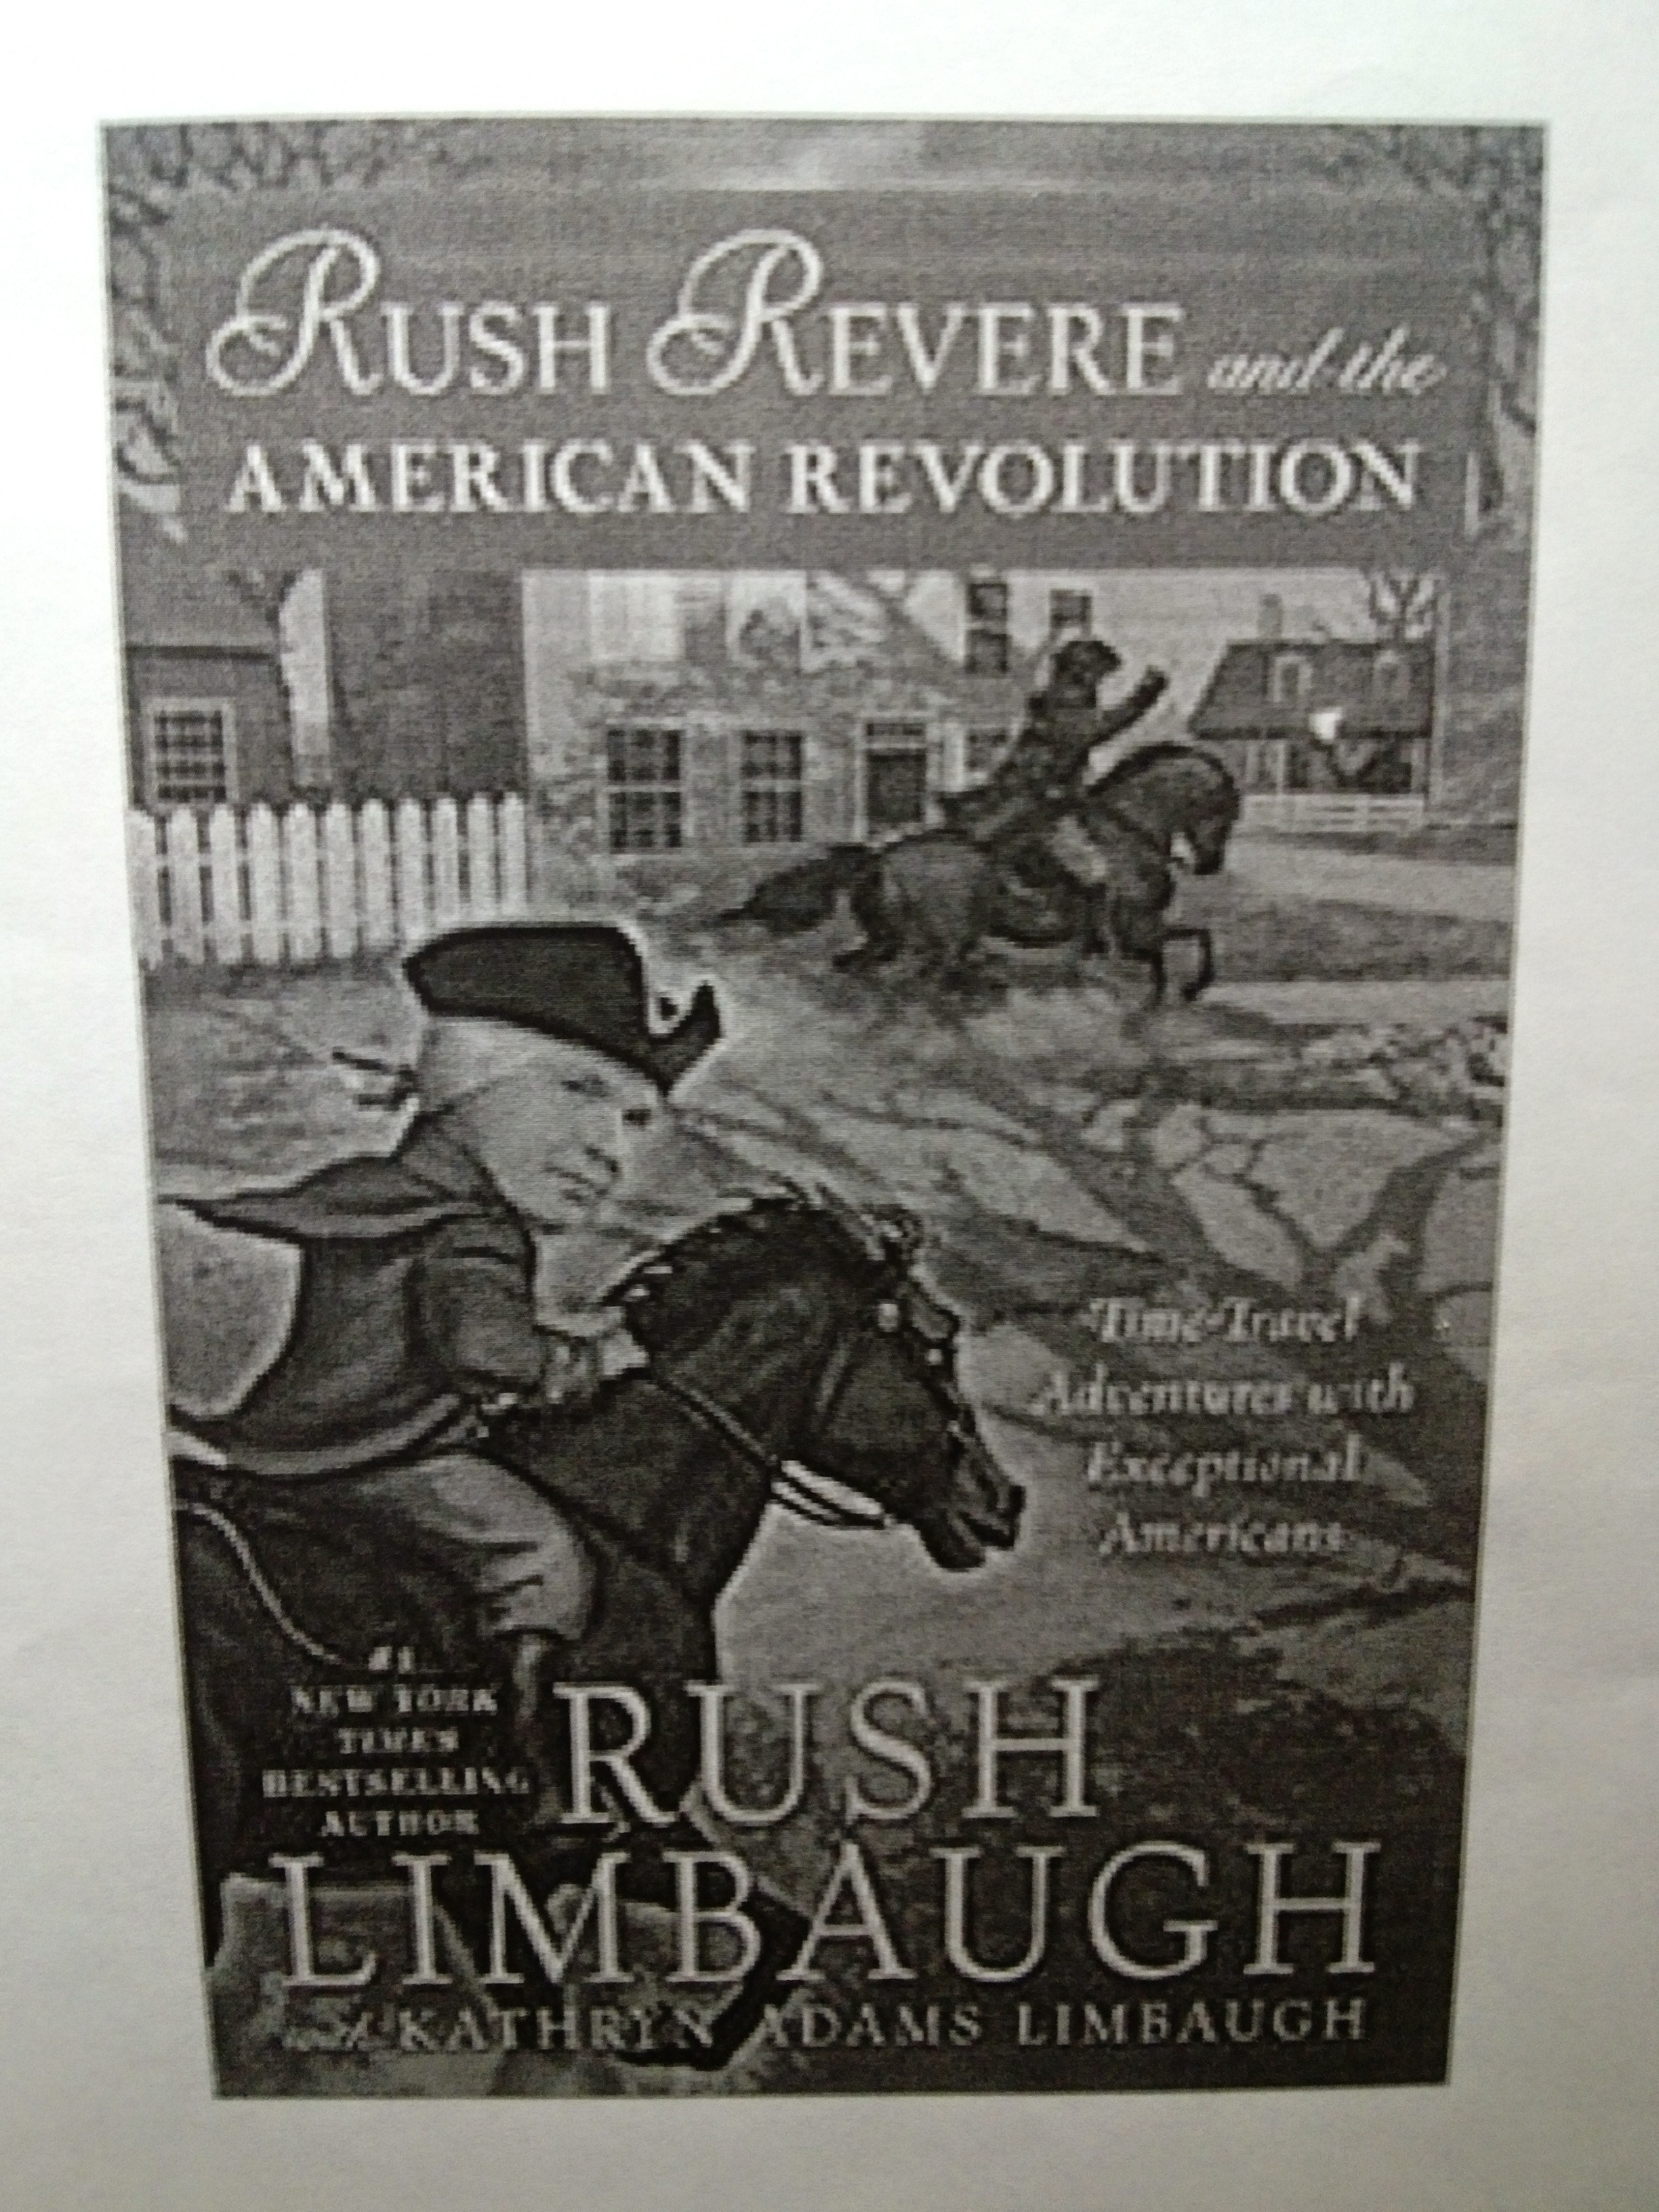 RUSH REVERE and the
AMERICAN REVOLUTION
Time-Travel
Adventures with
Exceptional
Americans
#1
NEW YORK
TIMES
BESTSELLING
AUTHOR
RUSH
LIMBAUGH
with KATHRYN ADAMS LIMBAUGH